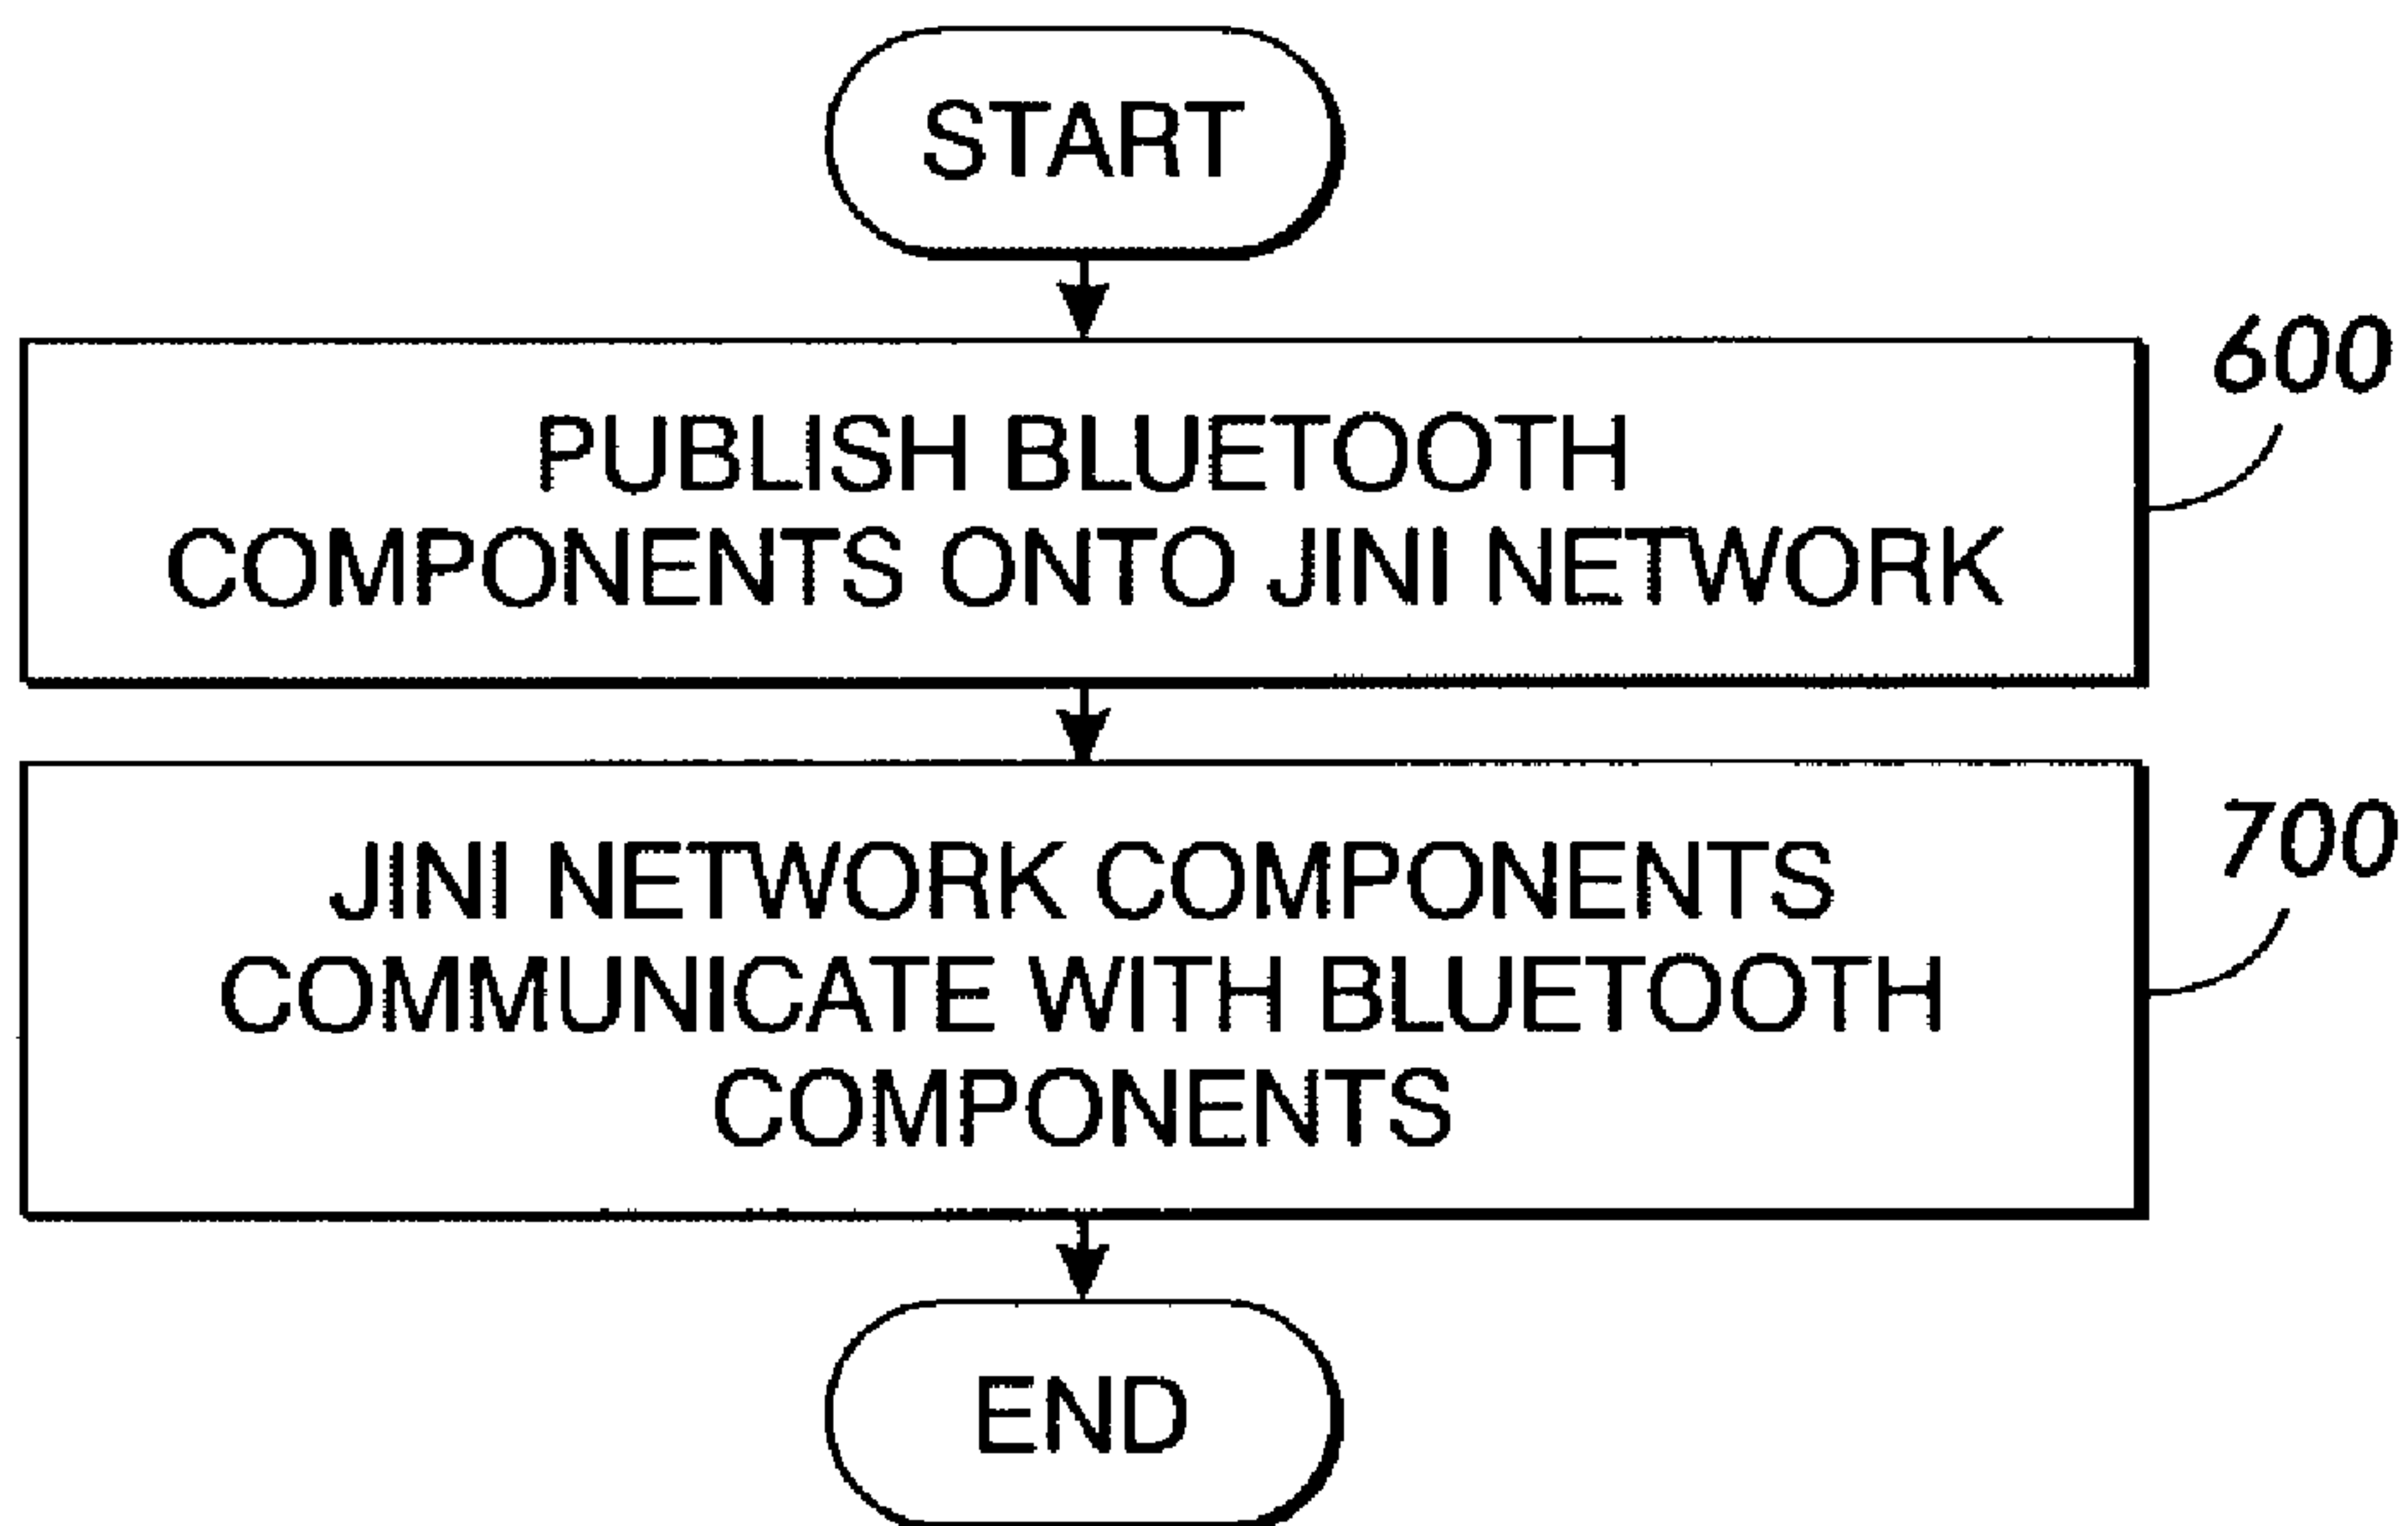 START
600
PUBLISH BLUETOOTH
COMPONENTS ONTO JINI NETWORK
700
JINI NETWORK COMPONENTS
COMMUNICATE WITH BLUETOOTH
COMPONENTS
END